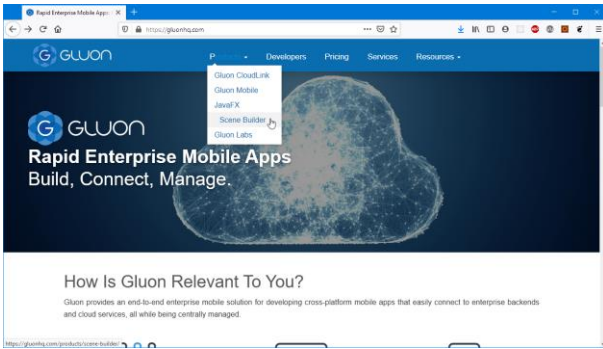 Rapid Enterprise Mobile Apps
https://gluonhq.com
GLUON
Developers
Pricing
Services
Resources
Gluon CloudLink
Gluon Mobile
JavaFX
Scene Builder
Gluon Labs
GLUON
Rapid Enterprise Mobile Apps
Build, Connect, Manage.
How Is Gluon Relevant To You?
Gluon provides an end-to-end enterprise mobile solution for developing cross-platform mobile apps that easily connect to enterprise backends
and cloud services, all while being centrally managed.
https://gluonhq.com/products/scene-builder/